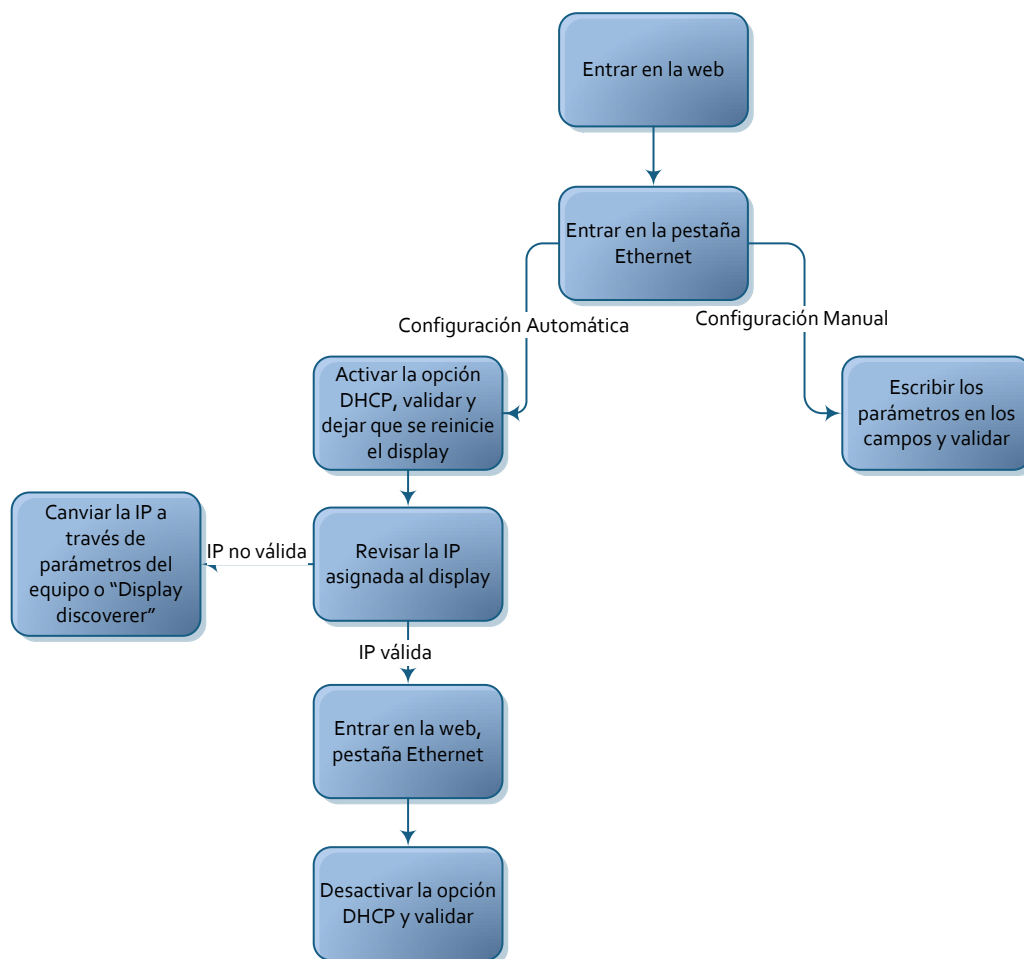 Entrar en la web
Entrar en la pestaña
Ethernet
Configuración Automática
Configuración Manual
Activar la opción
DHCP, validar y
dejar que se reinicie
el display
Escribir los
parámetros en los
campos y validar
Canviar la IP a
través de
parámetros del
equipo o “Display
discoverer”
IP no válida
Revisar la IP
asignada al display
IP válida
Entrar en la web,
pestaña Ethernet
Desactivar la opción
DHCP y validar